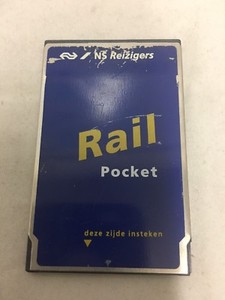 NS Reizigers
Rail
Pocket
deze zijde insteken